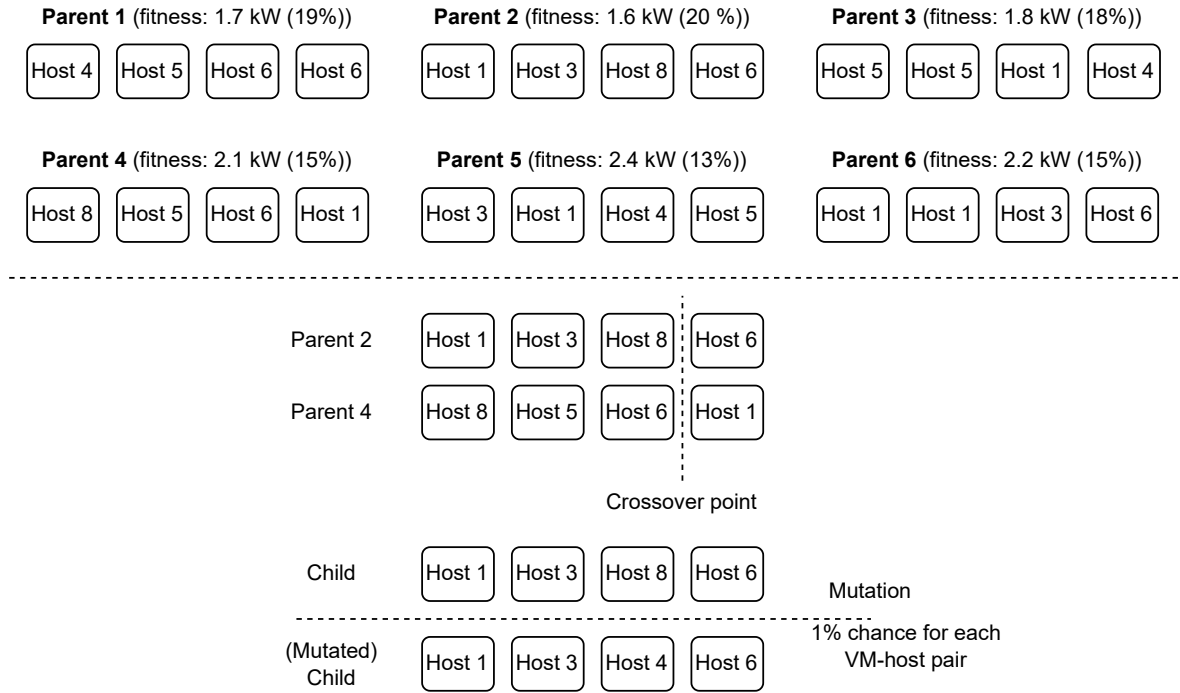 Parent 1 (fitness: 1.7 kW (19%)) Parent 2 (fitness: 1.6 kW (20 %)) Parent 3 (fitness: 1.8 kW (18%))
Host 4 Host 5 Host 6 Host 6 Host 1 Host 3 Host 8 Host 6 Host 5 Host 5 Host 1 Host 4
Parent 4 (fitness: 2.1 kW (15%)) Parent 5 (fitness: 2.4 kW (13%)) Parent 6 (fitness: 2.2 kW (15%))
Host 8 Host 5 Host 6 Host 1 Host 3 Host 1 Host 4 Host 5 Host 1 Host 1 Host 3 Host 6
Parent 2 Host 1 Host 3 Host 8 Host 6
Parent 4 Host 8 Host 5 Host 6 Host 1
Crossover point
Child Host 1 Host 3 Host 8 Host 6
Mutation
1% chance for each
VM-host pair
(Mutated)
Child
Host 1 Host 3 Host 4 Host 6